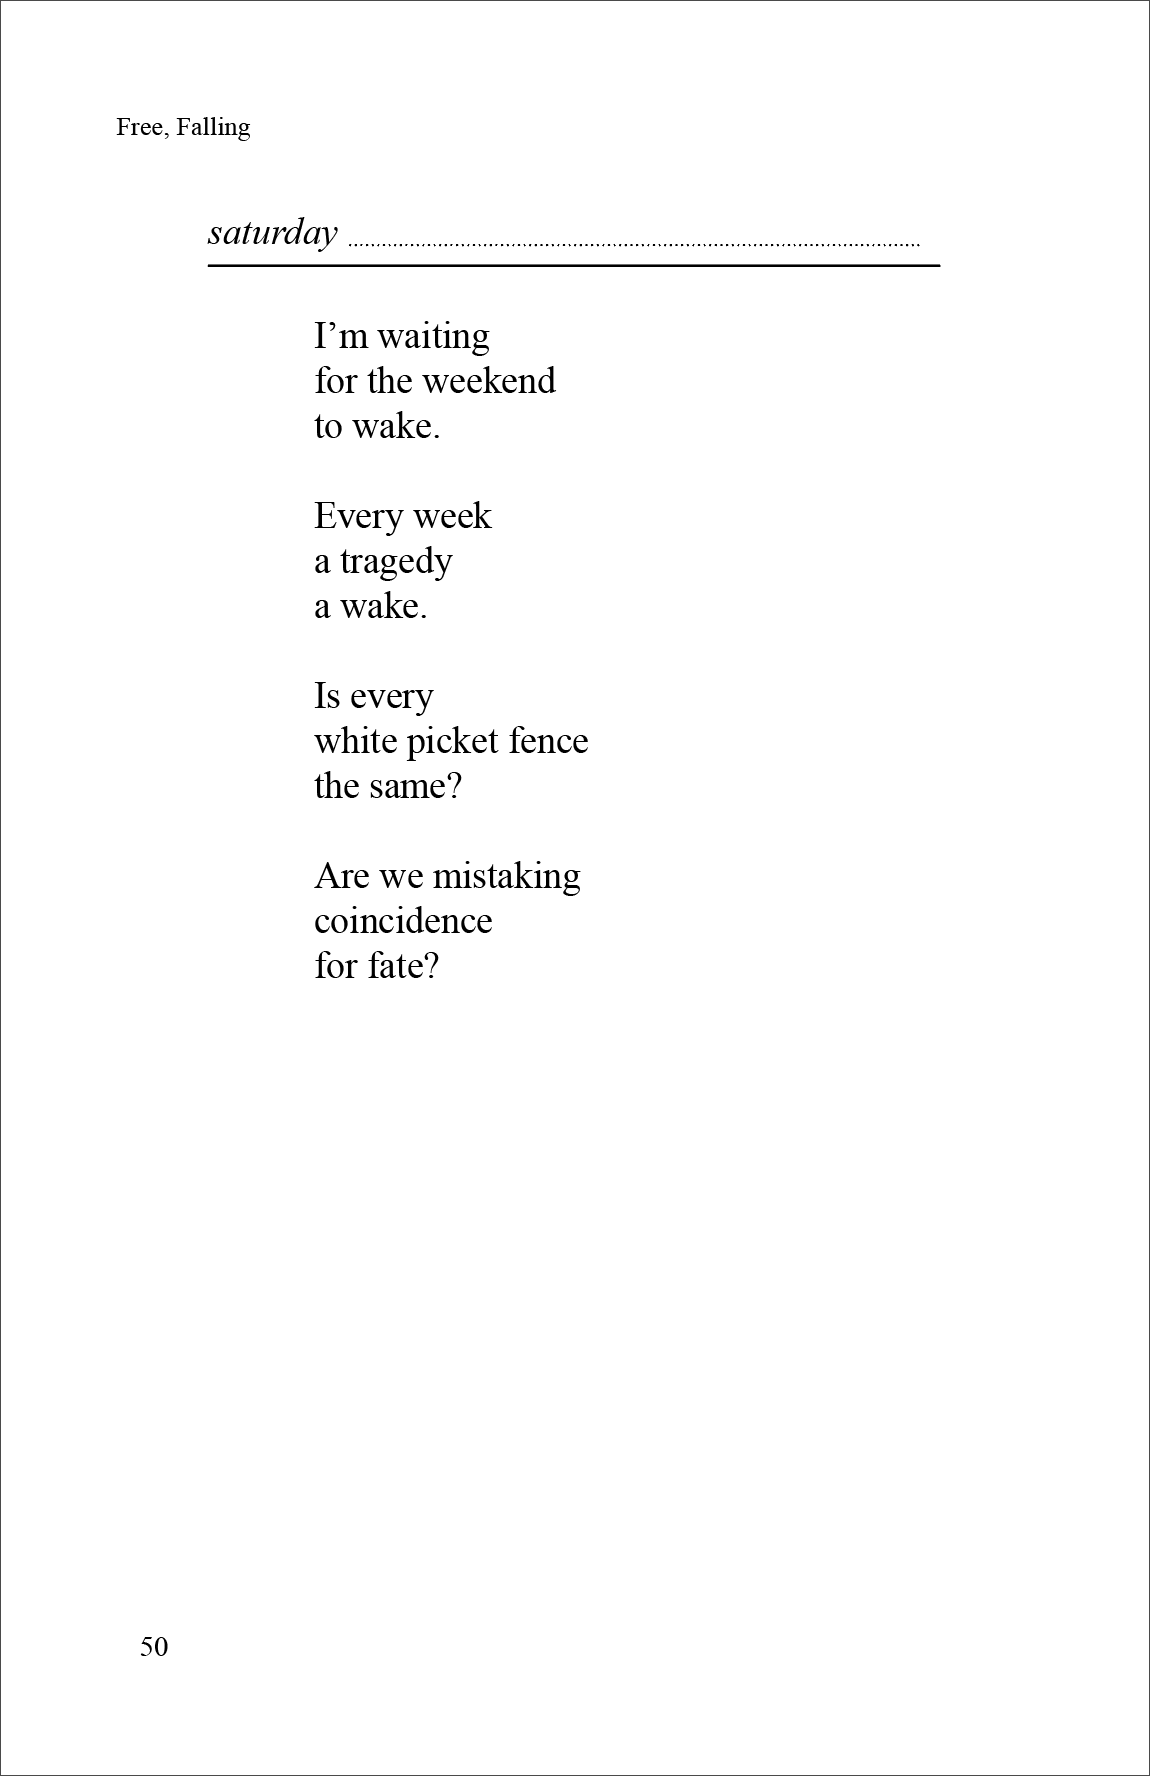 Free, Falling
saturday
I’m waiting
for the weekend
to wake.
Every week
a tragedy
a wake.
Is every
white picket fence
the same?
Are we mistaking
coincidence
for fate?
50